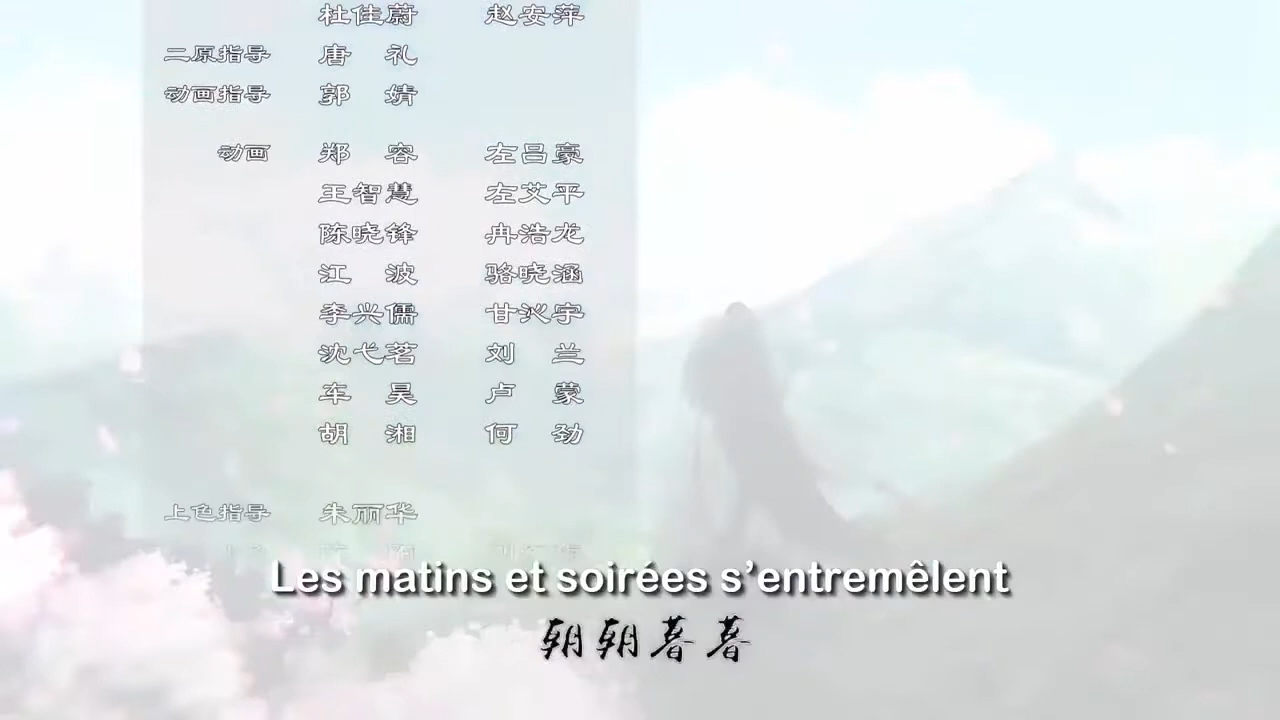 杜佳蔚 赵安萍
二原指导 唐礼
动画指导 郭婧
动画 郑容 左吕豪
王智慧 左艾平
陈晓锋 冉浩龙
江波 骆晓涵
李兴儒 甘沁宇
沈弋茗 刘兰
车昊 卢蒙
胡湘 何劲
上色指导 朱丽华
Les matins et soirées s’entremêlent
朝朝暮暮